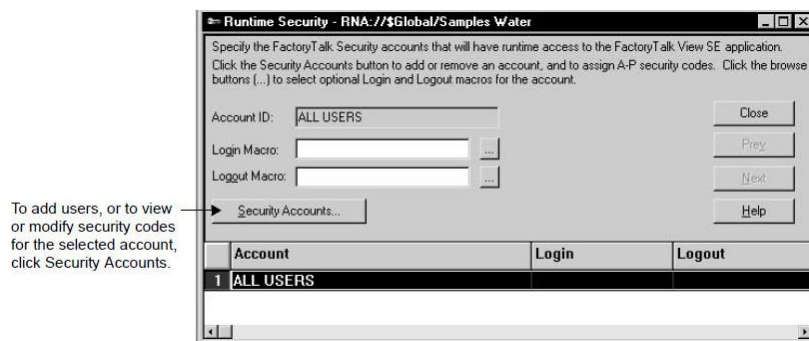 Runtime Security - RNA://$Global/Samples Water
Specify the FactoryTalk Security accounts that will have runtime access to the FactoryTalk View SE application.
Click the Security Accounts button to add or remove an account, and to assign A-P security codes. Click the browse
buttons (...) to select optional Login and Logout macros for the account.
Account ID: ALL USERS
Close
Login Macro: ...
Prev
Logout Macro: ...
Next
Security Accounts...
Help
To add users, or to view
or modify security codes
for the selected account,
click Security Accounts.
Account Login Logout
1 ALL USERS